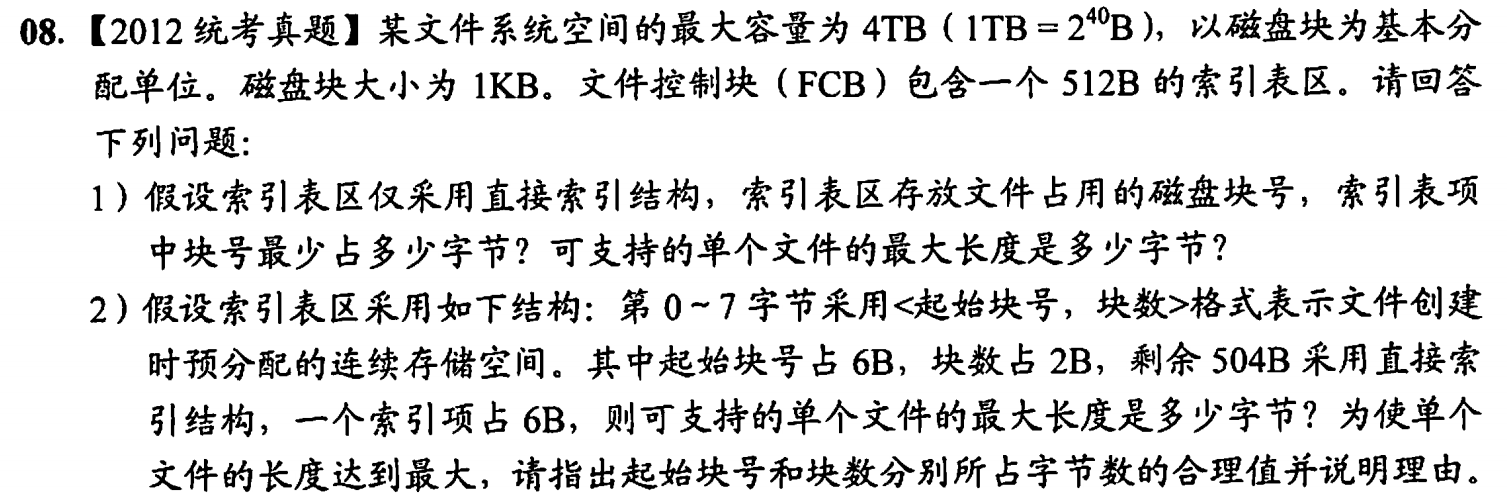 08.【2012统考真题】某文件系统空间的最大容量为 4TB（1TB = 2⁴⁰B），以磁盘块为基本分
配单位。磁盘块大小为 1KB。文件控制块（FCB）包含一个 512B 的索引表区。请回答
下列问题：
1）假设索引表区仅采用直接索引结构，索引表区存放文件占用的磁盘块号，索引表项
中块号最少占多少字节？可支持的单个文件的最大长度是多少字节？
2）假设索引表区采用如下结构：第 0~7 字节采用<起始块号，块数>格式表示文件创建
时预分配的连续存储空间。其中起始块号占 6B，块数占 2B，剩余 504B 采用直接索
引结构，一个索引项占 6B，则可支持的单个文件的最大长度是多少字节？为使单个
文件的长度达到最大，请指出起始块号和块数分别所占字节数的合理值并说明理由。